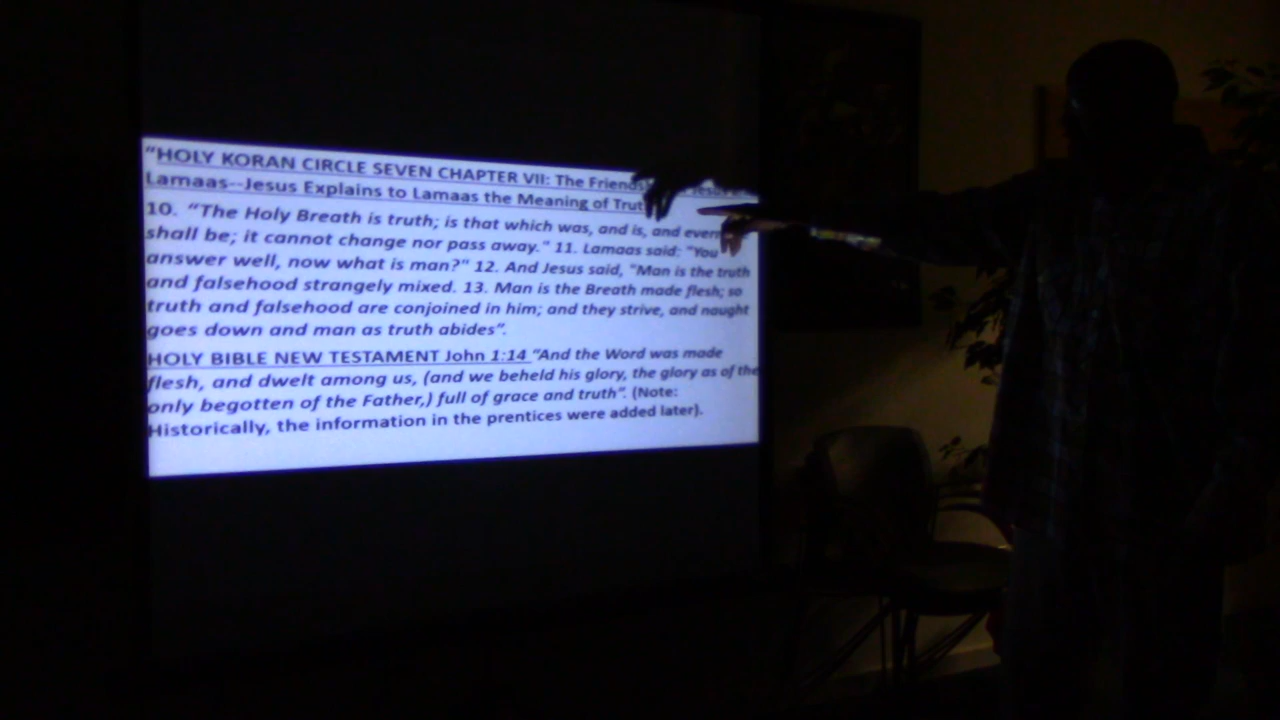 "HOLY KORAN CIRCLE SEVEN CHAPTER VII: The Friends
Lamaas--Jesus Explains to Lamaas the Meaning of Trut
10. "The Holy Breath is truth; is that which was, and is, and everm
shall be; it cannot change nor pass away." 11. Lamaas said: "You
answer well, now what is man?" 12. And Jesus said, "Man is the truth
and falsehood strangely mixed. 13. Man is the Breath made flesh; so
truth and falsehood are conjoined in him; and they strive, and naught
goes down and man as truth abides".
HOLY BIBLE NEW TESTAMENT John 1:14 "And the Word was made
flesh, and dwelt among us, (and we beheld his glory, the glory as of the
only begotten of the Father,) full of grace and truth". (Note:
Historically, the information in the prentices were added later).